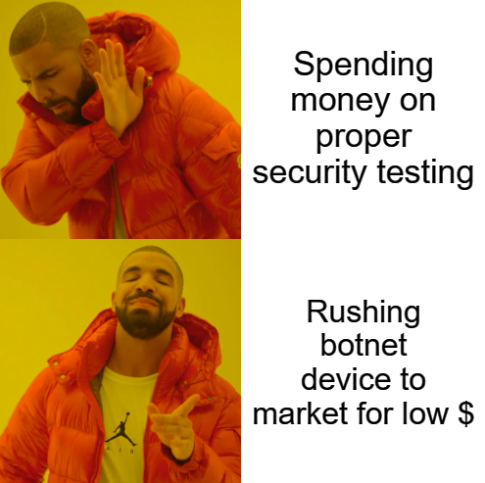 Spending
money on
proper
security testing
Rushing
botnet
device to
market for low $